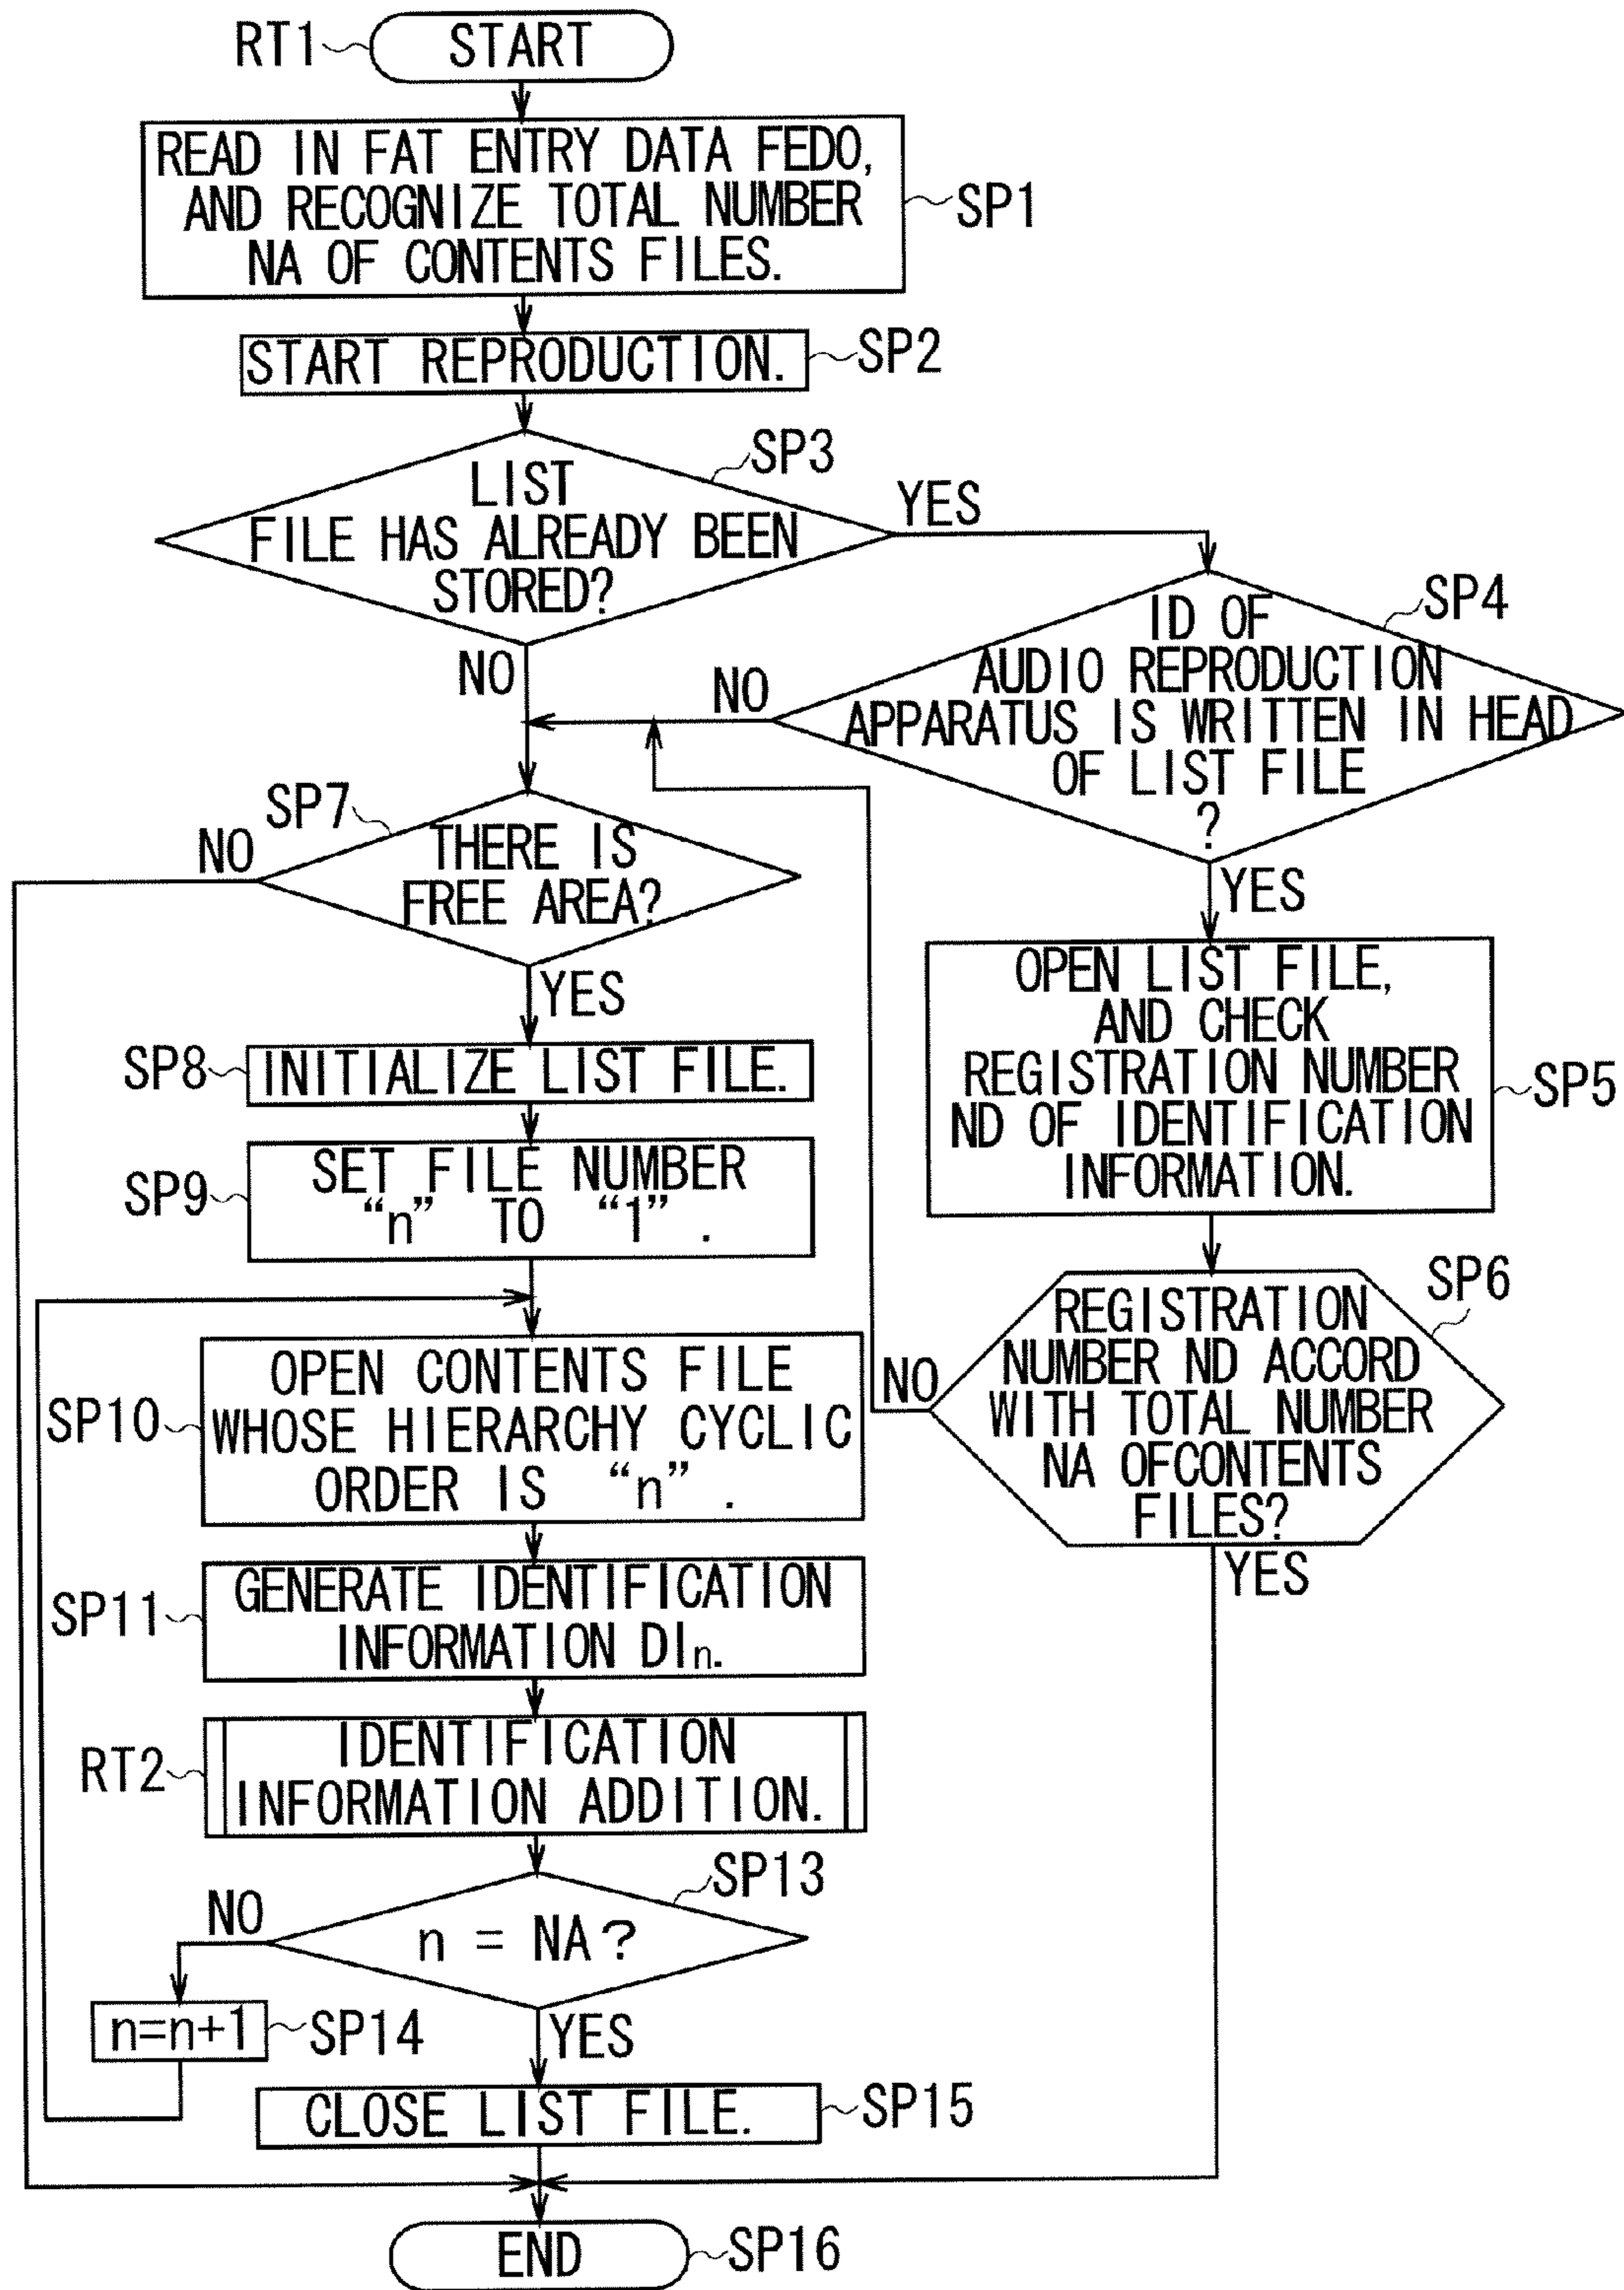 RT1
START
READ IN FAT ENTRY DATA FEDO,
AND RECOGNIZE TOTAL NUMBER
NA OF CONTENTS FILES.
SP1
START REPRODUCTION.
SP2
SP3
LIST
FILE HAS ALREADY BEEN
STORED?
YES
NO
SP4
ID OF
AUDIO REPRODUCTION
APPARATUS IS WRITTEN IN HEAD
OF LIST FILE
?
NO
YES
SP7
THERE IS
FREE AREA?
NO
YES
OPEN LIST FILE,
AND CHECK
REGISTRATION NUMBER
ND OF IDENTIFICATION
INFORMATION.
SP5
SP8
INITIALIZE LIST FILE.
SP9
SET FILE NUMBER
“n” TO “1”.
SP6
REGISTRATION
NUMBER ND ACCORD
WITH TOTAL NUMBER
NA OFCONTENTS
FILES?
NO
YES
SP10
OPEN CONTENTS FILE
WHOSE HIERARCHY CYCLIC
ORDER IS “n”.
SP11
GENERATE IDENTIFICATION
INFORMATION DIn.
RT2
IDENTIFICATION
INFORMATION ADDITION.
SP13
n = NA?
NO
YES
n=n+1
SP14
CLOSE LIST FILE.
SP15
END
SP16